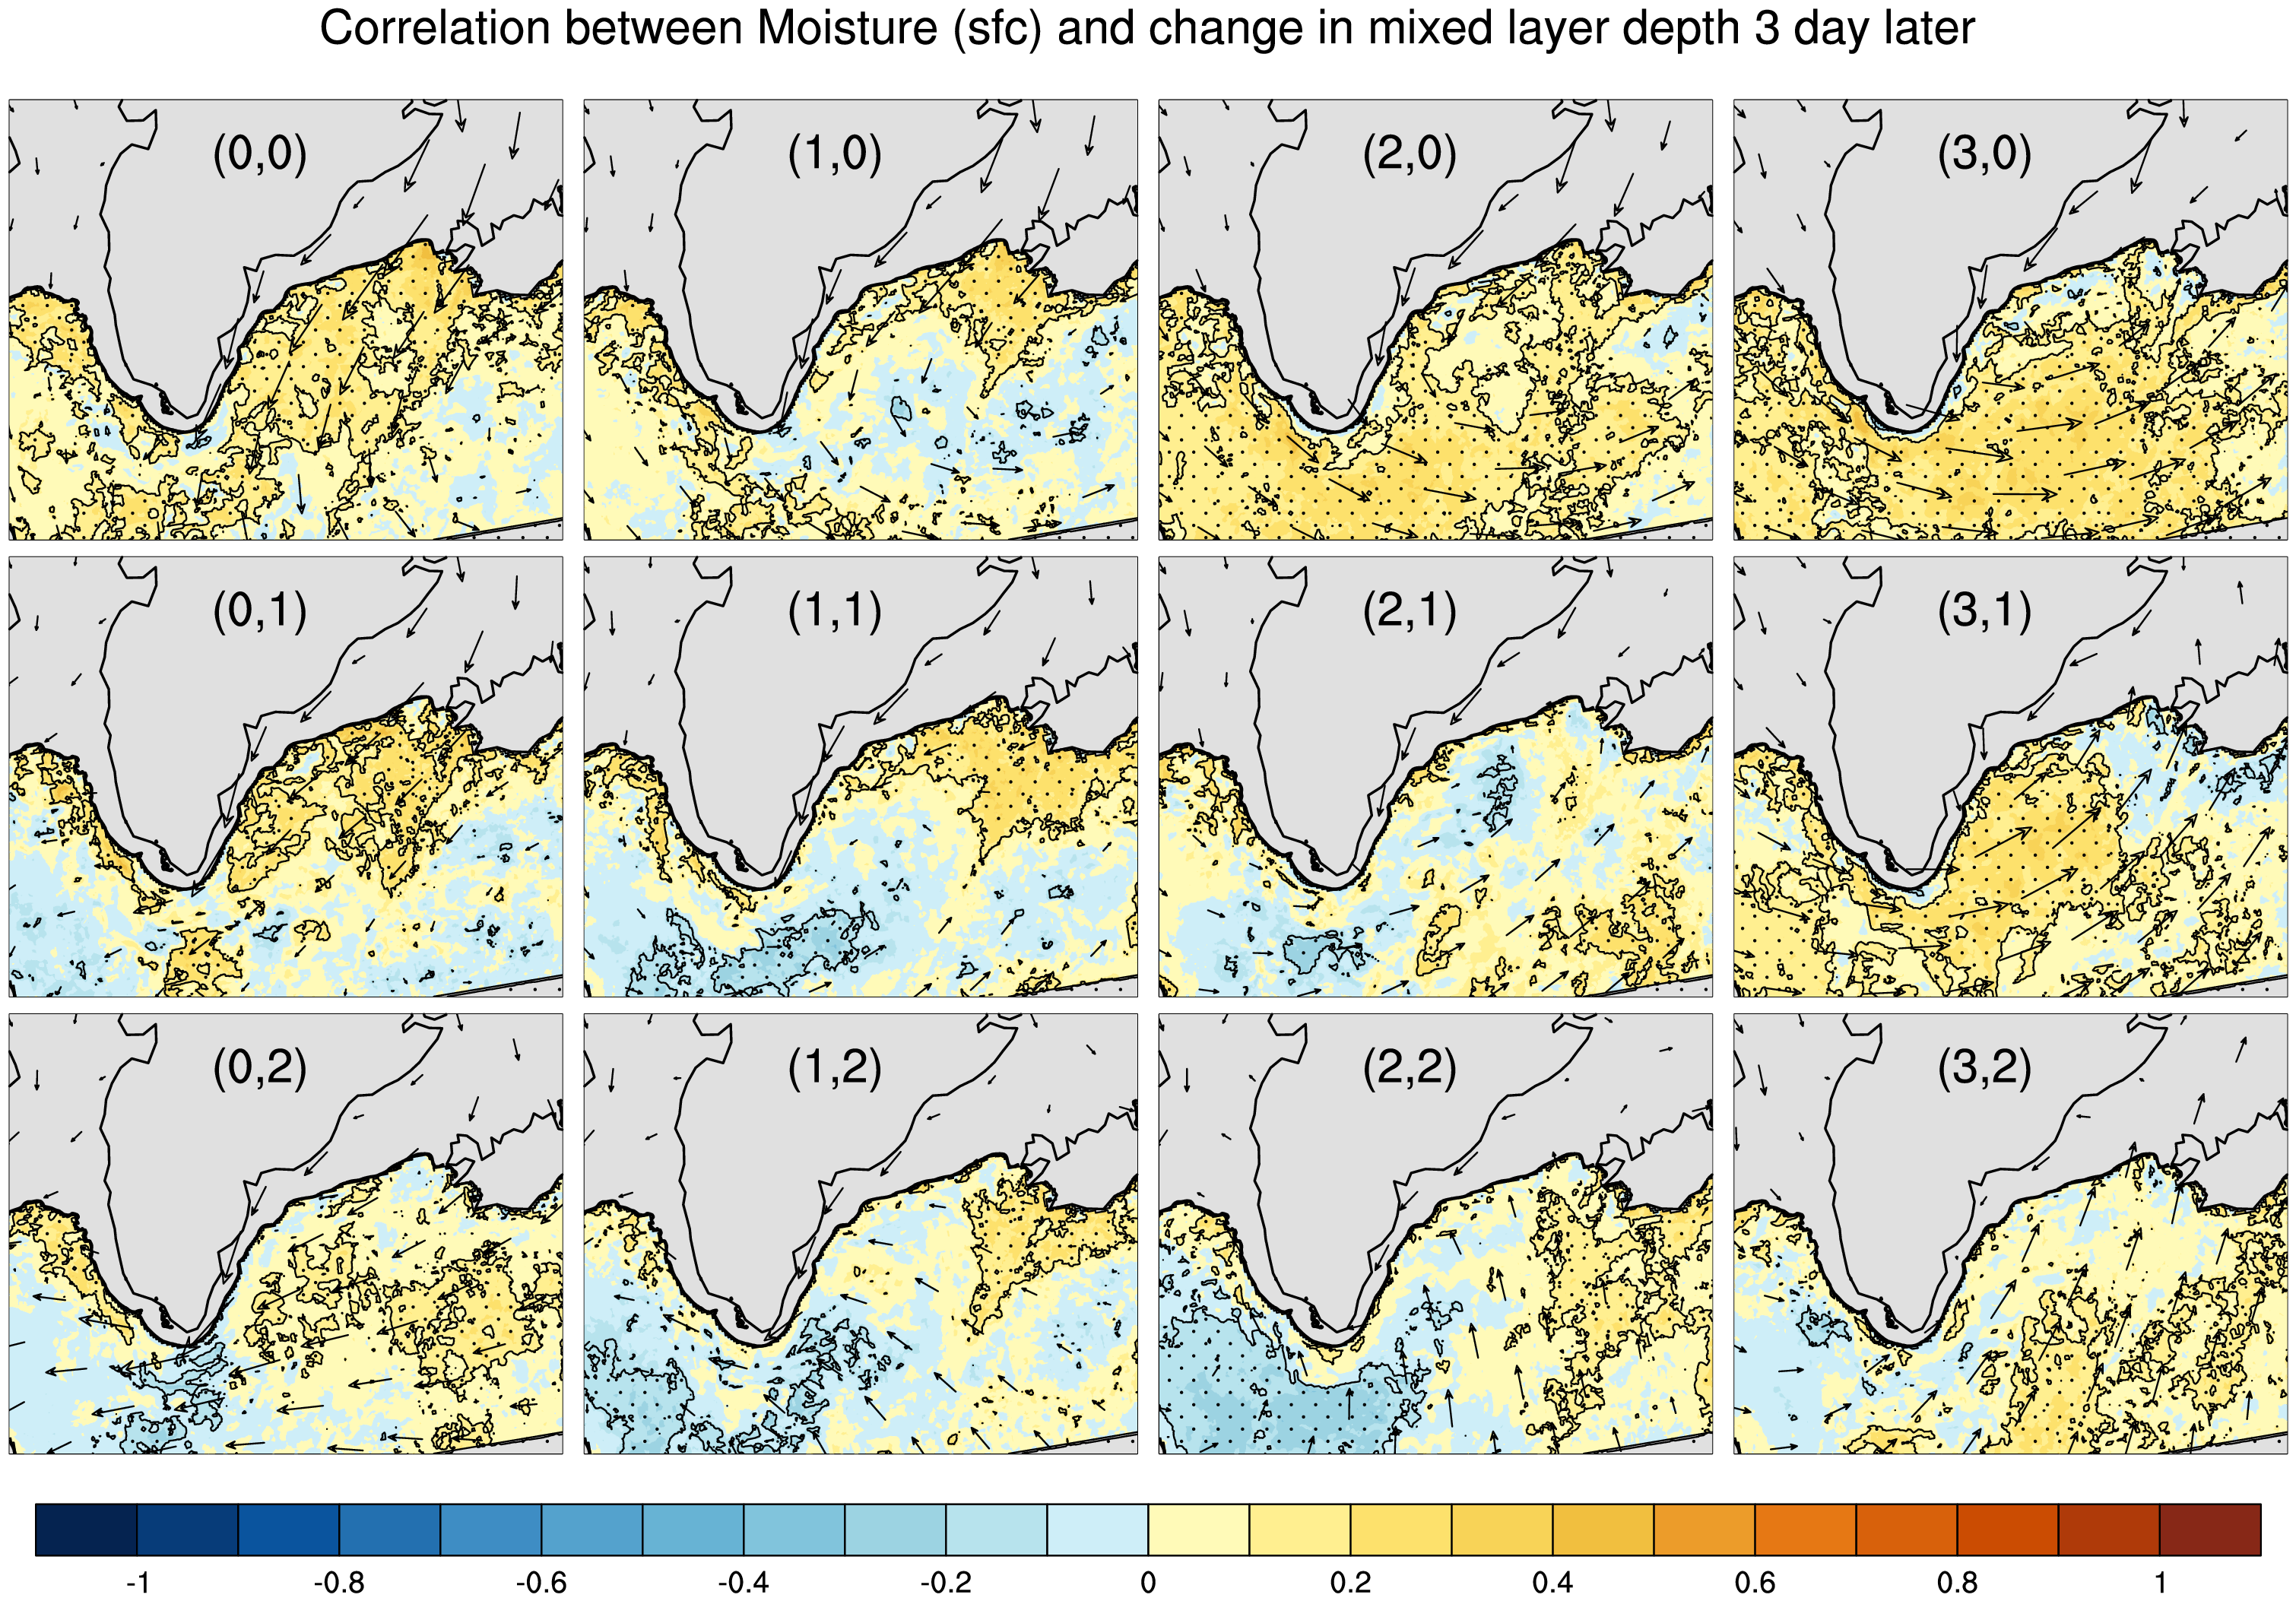 Correlation between Moisture (sfc) and change in mixed layer depth 3 day later
(0,0) (1,0) (2,0) (3,0)
(0,1) (1,1) (2,1) (3,1)
(0,2) (1,2) (2,2) (3,2)
-1 -0.8 -0.6 -0.4 -0.2 0 0.2 0.4 0.6 0.8 1